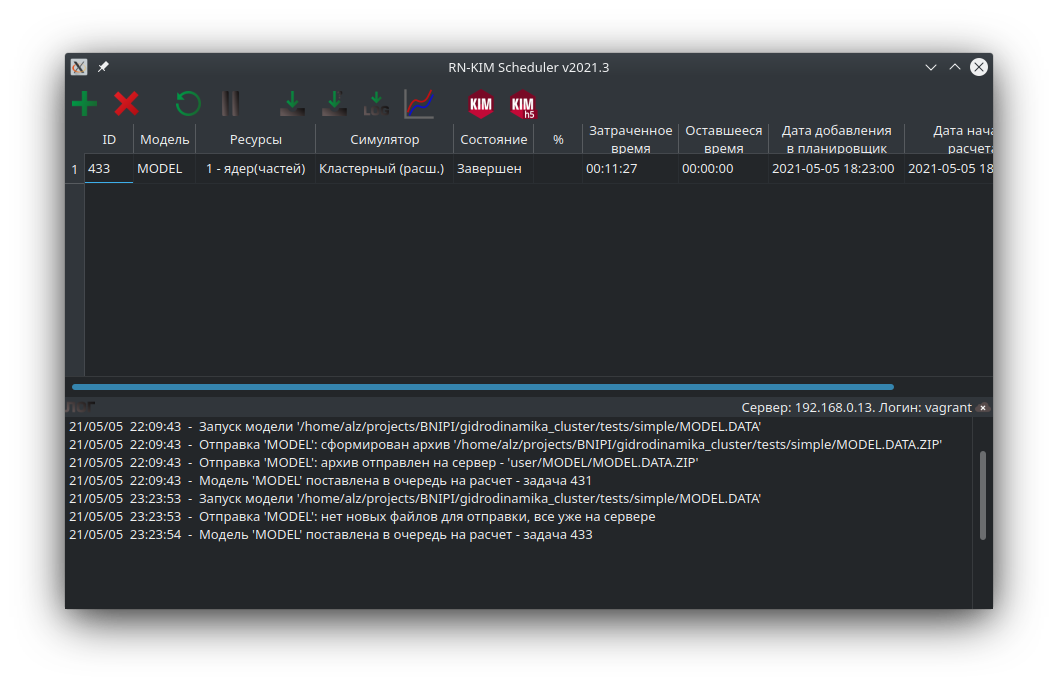 RN-KIM Scheduler v2021.3
LOG
KIM
KIM
h5
ID Модель Ресурсы Симулятор Состояние % Затраченное время Оставшееся время Дата добавления в планировщик Дата нача расчета
1 433 MODEL 1 - ядер(частей) Кластерный (расш.) Завершен 00:11:27 00:00:00 2021-05-05 18:23:00 2021-05-05 18
Лог
Сервер: 192.168.0.13. Логин: vagrant
21/05/05 22:09:43 - Запуск модели '/home/alz/projects/BNIPI/gidrodinamika_cluster/tests/simple/MODEL.DATA'
21/05/05 22:09:43 - Отправка 'MODEL': сформирован архив '/home/alz/projects/BNIPI/gidrodinamika_cluster/tests/simple/MODEL.DATA.ZIP'
21/05/05 22:09:43 - Отправка 'MODEL': архив отправлен на сервер - 'user/MODEL/MODEL.DATA.ZIP'
21/05/05 22:09:43 - Модель 'MODEL' поставлена в очередь на расчет - задача 431
21/05/05 23:23:53 - Запуск модели '/home/alz/projects/BNIPI/gidrodinamika_cluster/tests/simple/MODEL.DATA'
21/05/05 23:23:53 - Отправка 'MODEL': нет новых файлов для отправки, все уже на сервере
21/05/05 23:23:54 - Модель 'MODEL' поставлена в очередь на расчет - задача 433